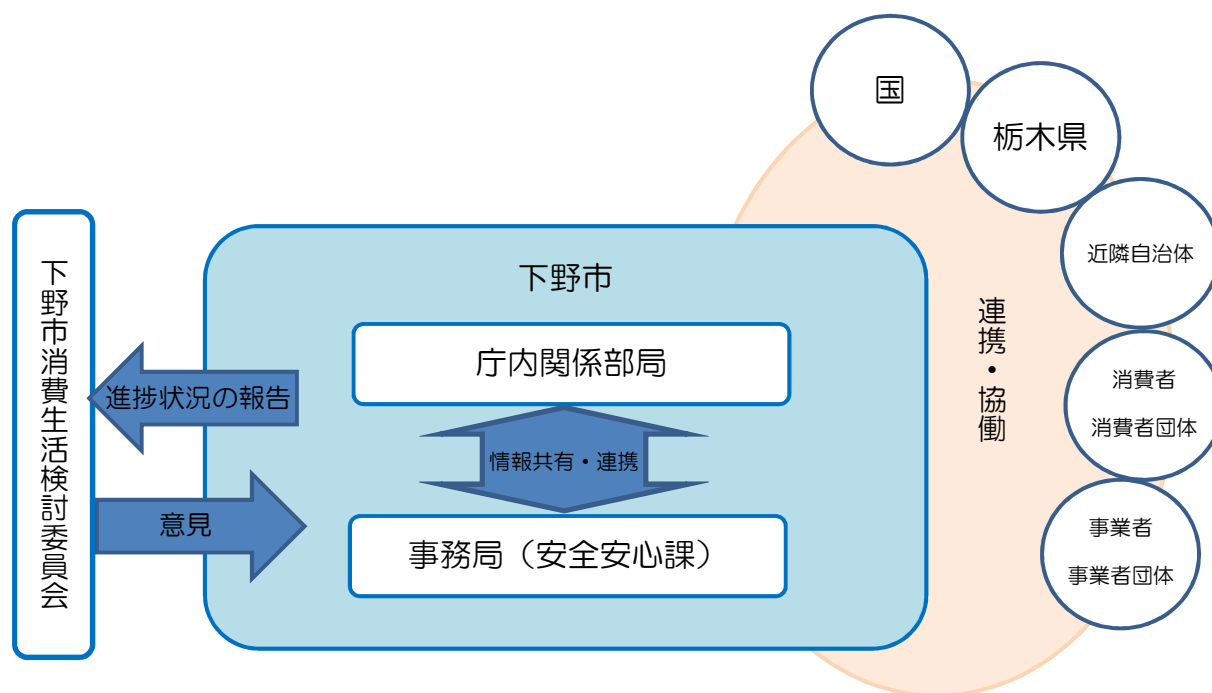 国
栃木県
近隣自治体
消費者
消費者団体
事業者
事業者団体
連携・協働
下野市
庁内関係部局
情報共有・連携
事務局（安全安心課）
進捗状況の報告
意見
下野市消費生活検討委員会